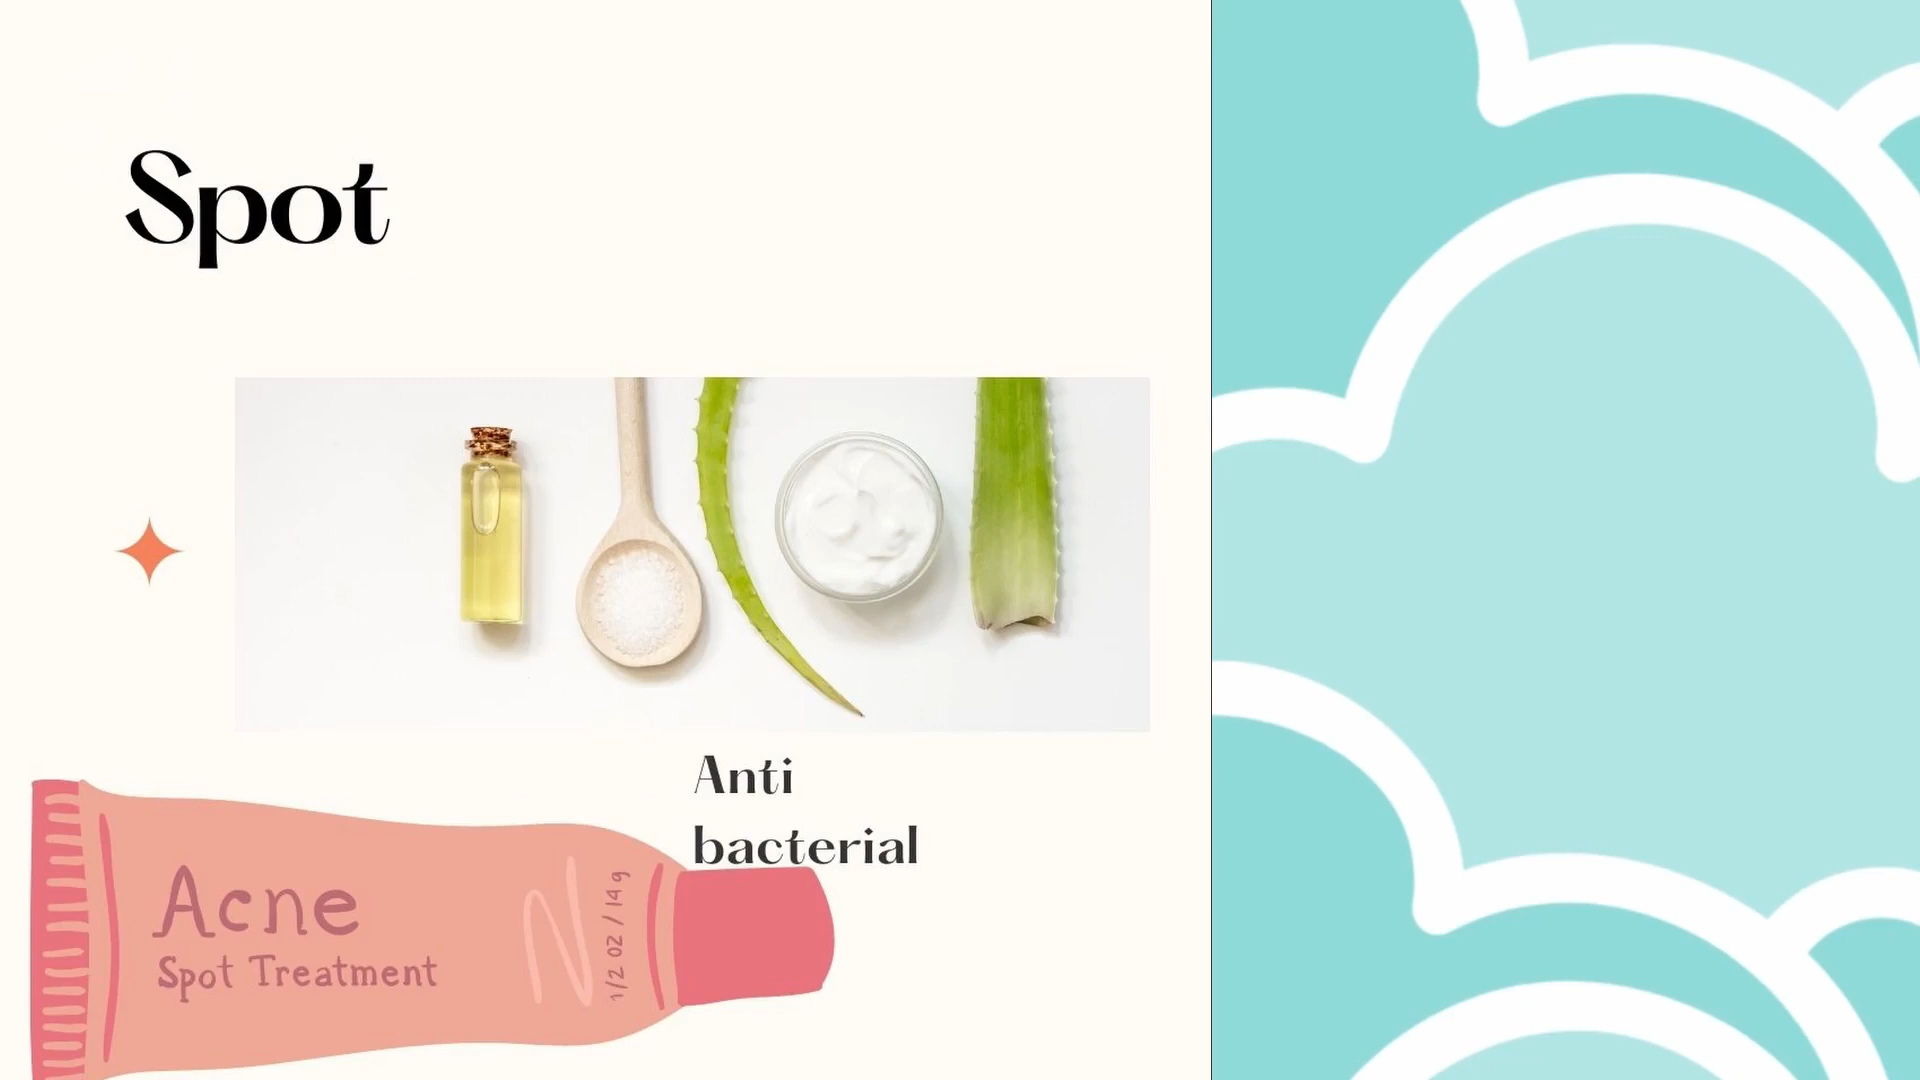 Spot
Anti
bacterial
Acne
Spot Treatment
1/2 oz / 14g